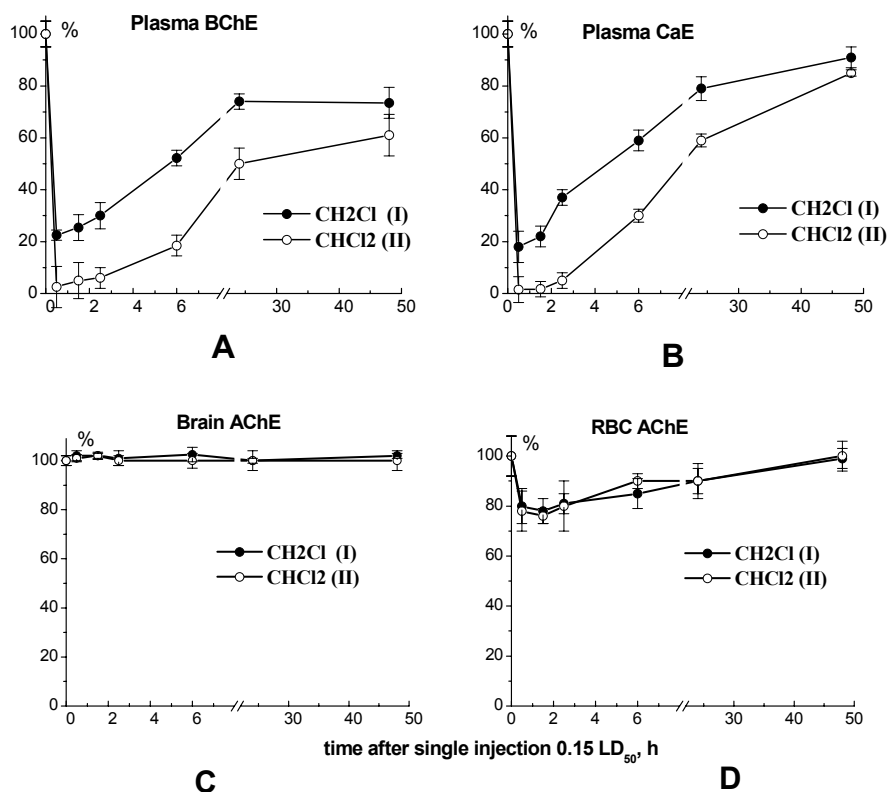 Plasma BChE
%
100
80
60
40
20
0
CH2Cl (I)
CHCl2 (II)
0 2 4 6 30 40 50
A
Plasma CaE
%
100
80
60
40
20
0
CH2Cl (I)
CHCl2 (II)
0 2 4 6 30 40 50
B
Brain AChE
%
100
80
60
40
20
0
CH2Cl (I)
CHCl2 (II)
0 2 4 6 30 40 50
C
RBC AChE
%
100
80
60
40
20
0
CH2Cl (I)
CHCl2 (II)
0 2 4 6 30 40 50
D
time after single injection 0.15 LD50, h